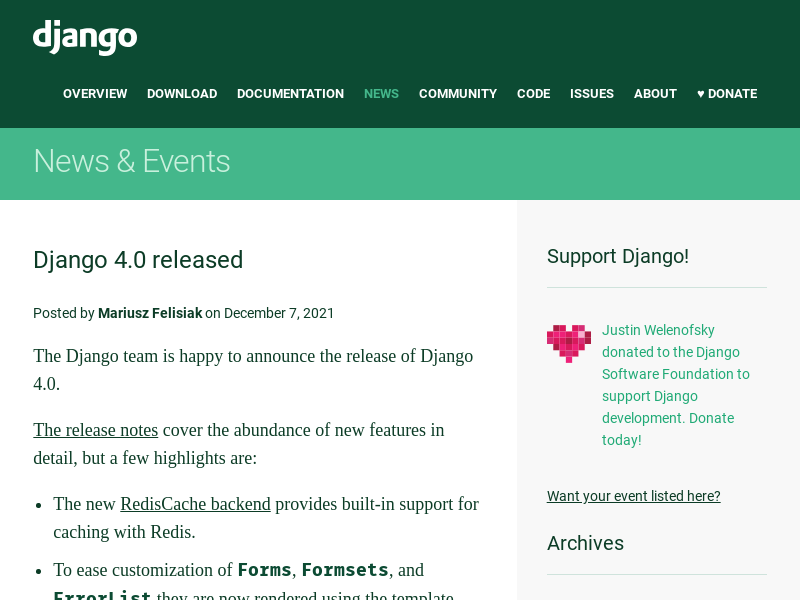 django
OVERVIEW DOWNLOAD DOCUMENTATION NEWS COMMUNITY CODE ISSUES ABOUT ♥ DONATE
News & Events
Django 4.0 released
Posted by Mariusz Felisiak on December 7, 2021
The Django team is happy to announce the release of Django
4.0.
The release notes cover the abundance of new features in
detail, but a few highlights are:
• The new RedisCache backend provides built-in support for
caching with Redis.
• To ease customization of Forms, Formsets, and
ErrorList they are now rendered using the template
Support Django!
Justin Welenofsky
donated to the Django
Software Foundation to
support Django
development. Donate
today!
Want your event listed here?
Archives